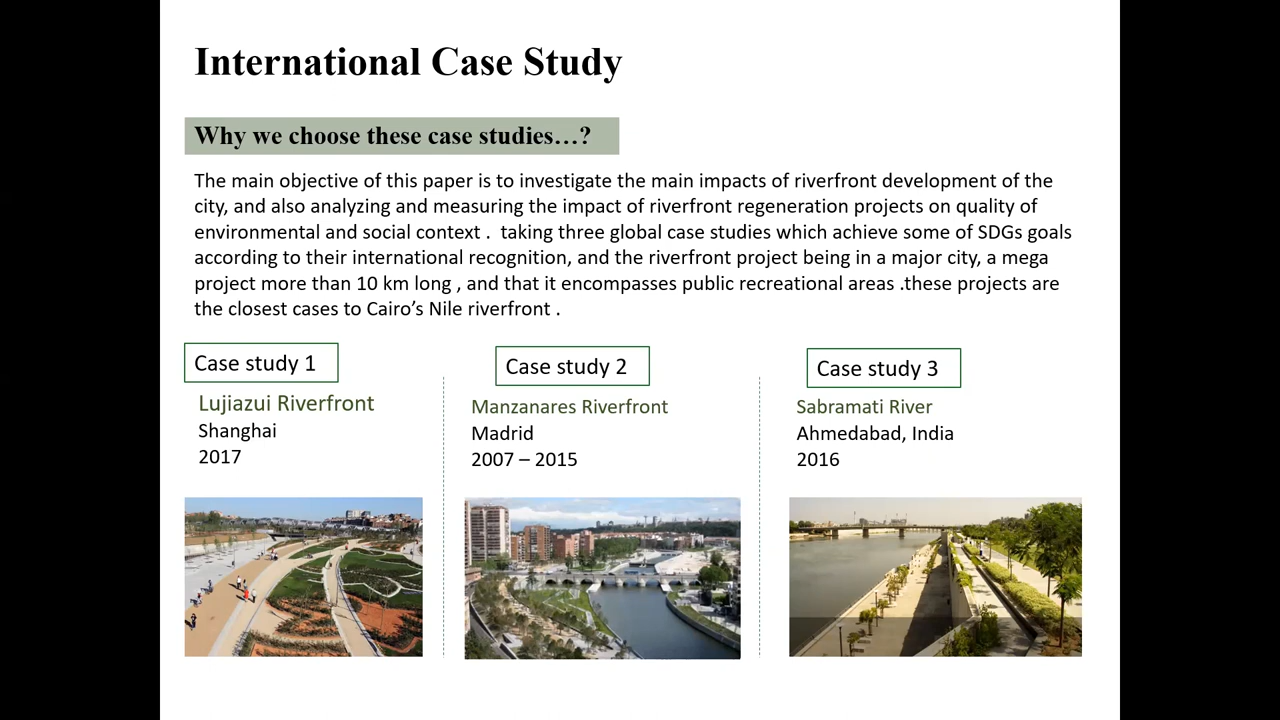 International Case Study
Why we choose these case studies…?
The main objective of this paper is to investigate the main impacts of riverfront development of the
city, and also analyzing and measuring the impact of riverfront regeneration projects on quality of
environmental and social context .  taking three global case studies which achieve some of SDGs goals
according to their international recognition, and the riverfront project being in a major city, a mega
project more than 10 km long , and that it encompasses public recreational areas .these projects are
the closest cases to Cairo’s Nile riverfront .
Case study 1
Lujiazui Riverfront
Shanghai
2017
Case study 2
Manzanares Riverfront
Madrid
2007 – 2015
Case study 3
Sabramati River
Ahmedabad, India
2016